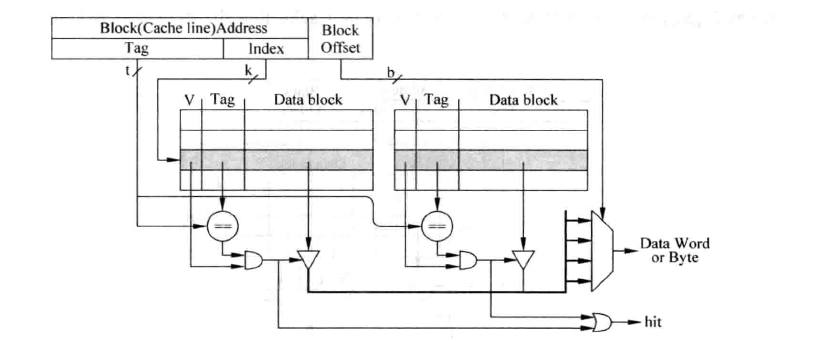 Block(Cache line)Address
Block
Offset
Tag
Index
t
k
b
V Tag Data block
V Tag Data block
==
==
Data Word
or Byte
hit